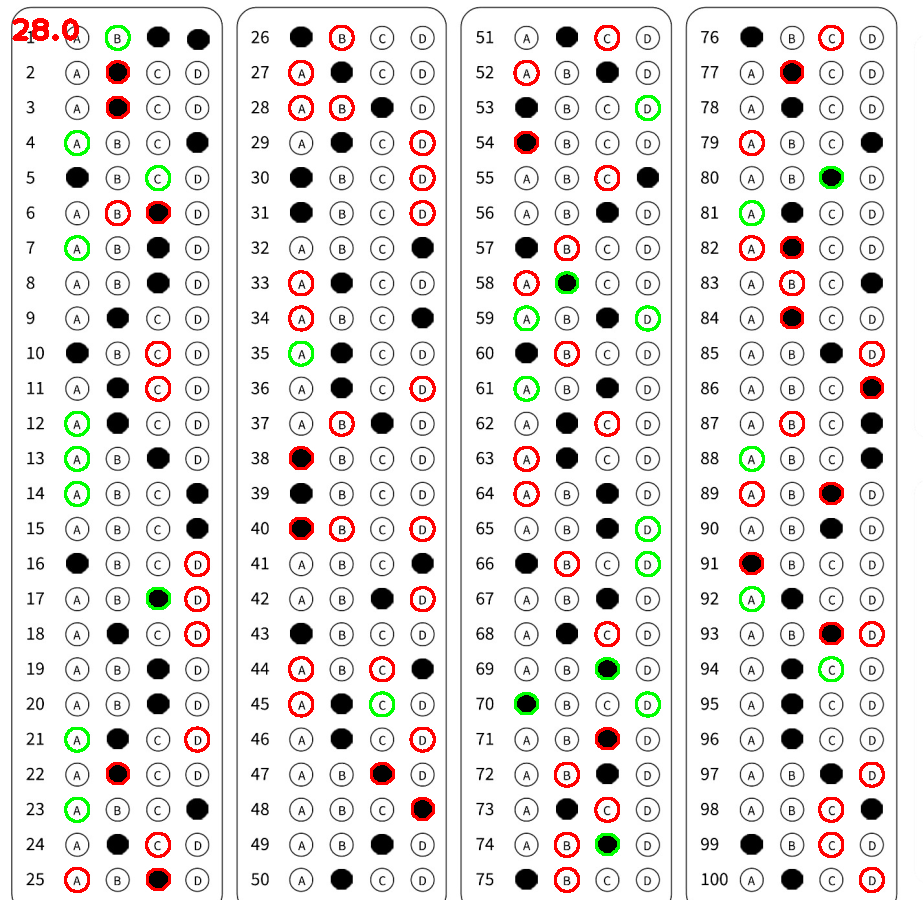 28.0
1 A B
2 A C D
3 A C D
4 A B C
5 B C D
6 A B D
7 A B D
8 A B D
9 A C D
10 B C D
11 A C D
12 A C D
13 A B D
14 A B C
15 A B C
16 B C D
17 A B D
18 A C D
19 A B D
20 A B D
21 A C D
22 A C D
23 A B C
24 A C D
25 A B D
26 B C D
27 A C D
28 A B D
29 A C D
30 B C D
31 B C D
32 A B C
33 A C D
34 A B C
35 A C D
36 A C D
37 A B D
38 B C D
39 B C D
40 B C D
41 A B C
42 A B D
43 B C D
44 A B C
45 A C D
46 A C D
47 A B D
48 A B C
49 A B D
50 A C D
51 A C D
52 A B D
53 B C D
54 B C D
55 A B C
56 A B D
57 B C D
58 A C D
59 A B D
60 B C D
61 A B D
62 A C D
63 A C D
64 A B D
65 A B D
66 B C D
67 A B D
68 A C D
69 A B D
70 B C D
71 A B D
72 A B D
73 A C D
74 A B D
75 B C D
76 B C D
77 A C D
78 A C D
79 A B C
80 A B D
81 A C D
82 A C D
83 A B C
84 A C D
85 A B D
86 A B C
87 A B C
88 A B C
89 A B D
90 A B D
91 B C D
92 A C D
93 A B D
94 A C D
95 A C D
96 A C D
97 A B D
98 A B C
99 B C D
100 A C D